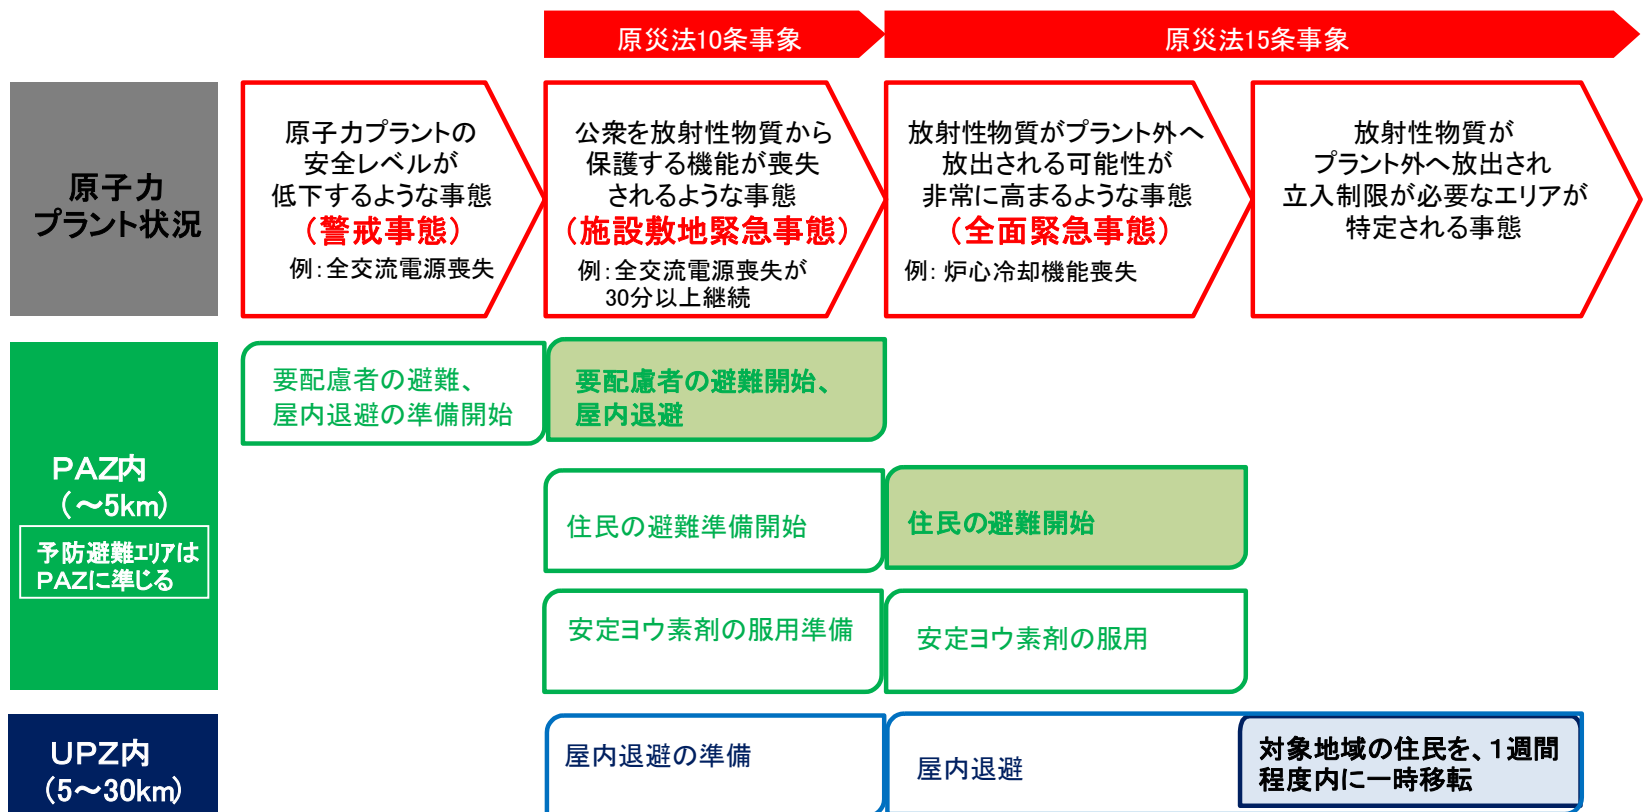 原災法10条事象
原災法15条事象
原子力
プラント状況
原子力プラントの
安全レベルが
低下するような事態
（警戒事態）
例：全交流電源喪失
公衆を放射性物質から
保護する機能が喪失
されるような事態
（施設敷地緊急事態）
例：全交流電源喪失が
30分以上継続
放射性物質がプラント外へ
放出される可能性が
非常に高まるような事態
（全面緊急事態）
例： 炉心冷却機能喪失
放射性物質が
プラント外へ放出され
立入制限が必要なエリアが
特定される事態
PAZ内
（～5km）
予防避難エリアは
PAZに準じる
要配慮者の避難、
屋内退避の準備開始
要配慮者の避難開始、
屋内退避
住民の避難準備開始
住民の避難開始
安定ヨウ素剤の服用準備
安定ヨウ素剤の服用
UPZ内
（5～30km）
屋内退避の準備
屋内退避
対象地域の住民を、１週間
程度内に一時移転